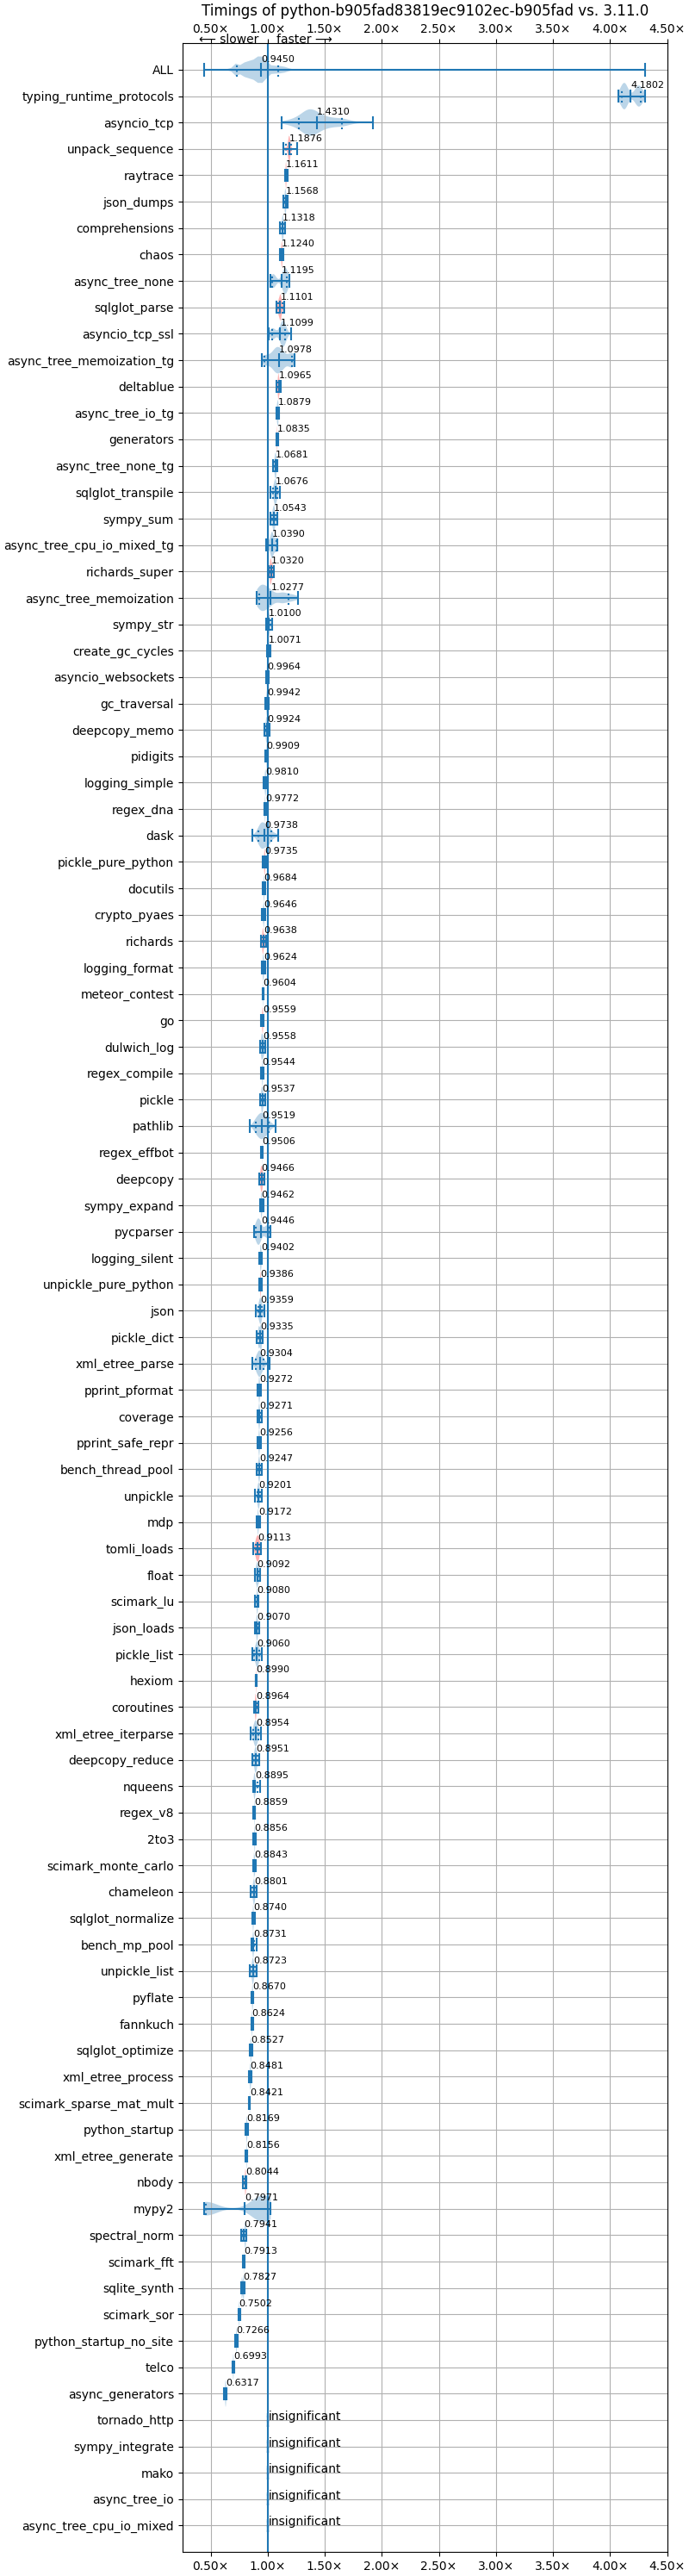 Timings of python-b905fad83819ec9102ec-b905fad vs. 3.11.0
0.50× 1.00× 1.50× 2.00× 2.50× 3.00× 3.50× 4.00× 4.50×
⟵ slower faster ⟶
ALL 0.9450
typing_runtime_protocols 4.1802
asyncio_tcp 1.4310
unpack_sequence 1.1876
raytrace 1.1611
json_dumps 1.1568
comprehensions 1.1318
chaos 1.1240
async_tree_none 1.1195
sqlglot_parse 1.1101
asyncio_tcp_ssl 1.1099
async_tree_memoization_tg 1.0978
deltablue 1.0965
async_tree_io_tg 1.0879
generators 1.0835
async_tree_none_tg 1.0681
sqlglot_transpile 1.0676
sympy_sum 1.0543
async_tree_cpu_io_mixed_tg 1.0390
richards_super 1.0320
async_tree_memoization 1.0277
sympy_str 1.0100
create_gc_cycles 1.0071
asyncio_websockets 0.9964
gc_traversal 0.9942
deepcopy_memo 0.9924
pidigits 0.9909
logging_simple 0.9810
regex_dna 0.9772
dask 0.9738
pickle_pure_python 0.9735
docutils 0.9684
crypto_pyaes 0.9646
richards 0.9638
logging_format 0.9624
meteor_contest 0.9604
go 0.9559
dulwich_log 0.9558
regex_compile 0.9544
pickle 0.9537
pathlib 0.9519
regex_effbot 0.9506
deepcopy 0.9466
sympy_expand 0.9462
pycparser 0.9446
logging_silent 0.9402
unpickle_pure_python 0.9386
json 0.9359
pickle_dict 0.9335
xml_etree_parse 0.9304
pprint_pformat 0.9272
coverage 0.9271
pprint_safe_repr 0.9256
bench_thread_pool 0.9247
unpickle 0.9201
mdp 0.9172
tomli_loads 0.9113
float 0.9092
scimark_lu 0.9080
json_loads 0.9070
pickle_list 0.9060
hexiom 0.8990
coroutines 0.8964
xml_etree_iterparse 0.8954
deepcopy_reduce 0.8951
nqueens 0.8895
regex_v8 0.8859
2to3 0.8856
scimark_monte_carlo 0.8843
chameleon 0.8801
sqlglot_normalize 0.8740
bench_mp_pool 0.8731
unpickle_list 0.8723
pyflate 0.8670
fannkuch 0.8624
sqlglot_optimize 0.8527
xml_etree_process 0.8481
scimark_sparse_mat_mult 0.8421
python_startup 0.8169
xml_etree_generate 0.8156
nbody 0.8044
mypy2 0.7971
spectral_norm 0.7941
scimark_fft 0.7913
sqlite_synth 0.7827
scimark_sor 0.7502
python_startup_no_site 0.7266
telco 0.6993
async_generators 0.6317
tornado_http insignificant
sympy_integrate insignificant
mako insignificant
async_tree_io insignificant
async_tree_cpu_io_mixed insignificant
0.50× 1.00× 1.50× 2.00× 2.50× 3.00× 3.50× 4.00× 4.50×